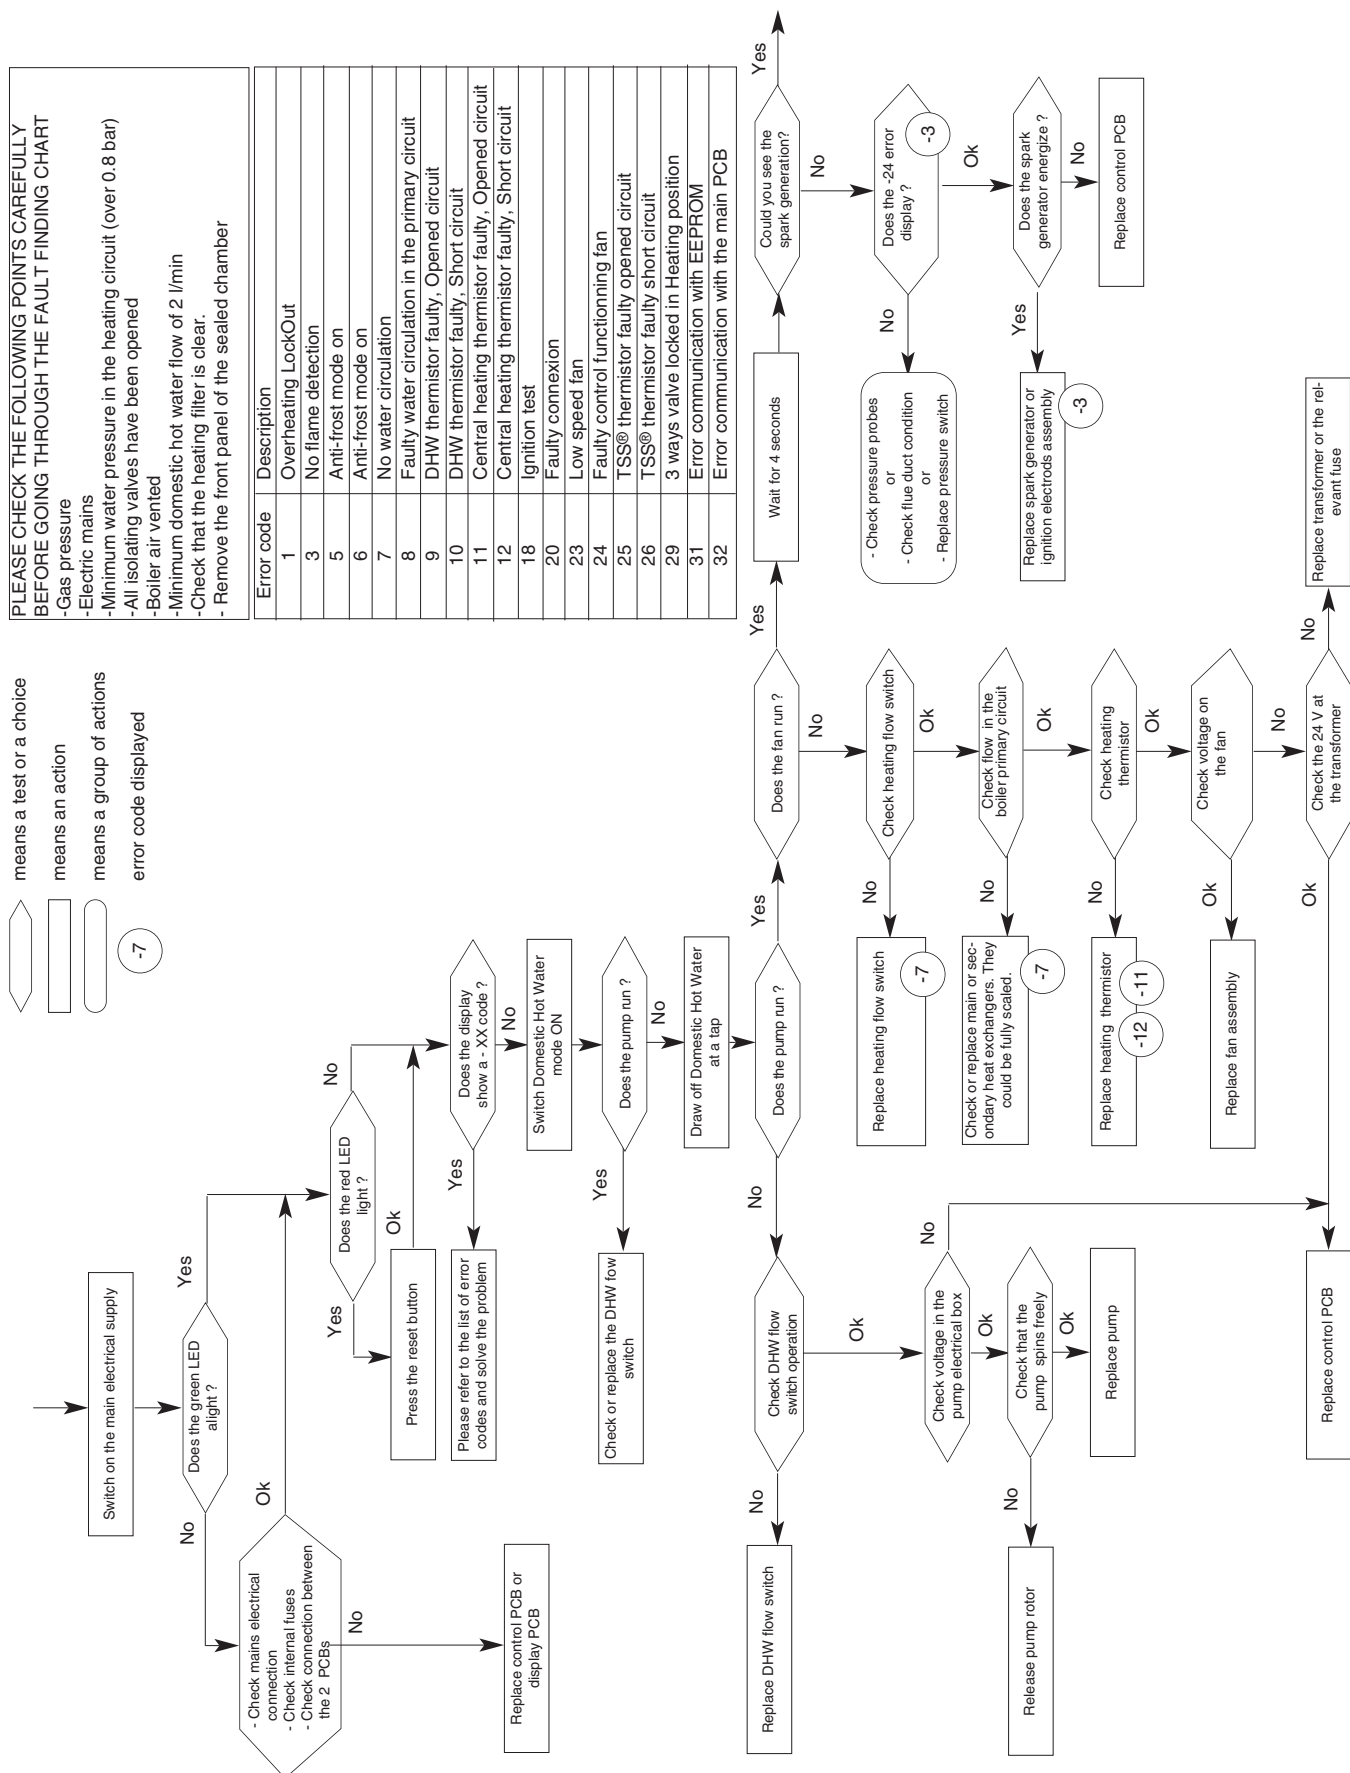 PLEASE CHECK THE FOLLOWING POINTS CAREFULLY
BEFORE GOING THROUGH THE FAULT FINDING CHART
-Gas pressure
-Electric mains
-Minimum water pressure in the heating circuit (over 0.8 bar)
-All isolating valves have been opened
-Boiler air vented
-Minimum domestic hot water flow of 2 l/min
-Check that the heating filter is clear.
- Remove the front panel of the sealed chamber
Error code Description
1 Overheating LockOut
3 No flame detection
5 Anti-frost mode on
6 Anti-frost mode on
7 No water circulation
8 Faulty water circulation in the primary circuit
9 DHW thermistor faulty, Opened circuit
10 DHW thermistor faulty, Short circuit
11 Central heating thermistor faulty, Opened circuit
12 Central heating thermistor faulty, Short circuit
18 Ignition test
20 Faulty connexion
23 Low speed fan
24 Faulty control functionning fan
25 TSS® thermistor faulty opened circuit
26 TSS® thermistor faulty short circuit
29 3 ways valve locked in Heating position
31 Error communication with EEPROM
32 Error communication with the main PCB
means a test or a choice
means an action
means a group of actions
-7
error code displayed
Switch on the main electrical supply
Does the green LED
alight ?
Yes
No
- Check mains electrical
connection
- Check internal fuses
- Check connection between
the 2 PCBs
Ok
No
Replace control PCB or
display PCB
Does the red LED
light ?
No
Yes
Press the reset button
Ok
Does the display
show a - XX code ?
Yes
Please refer to the list of error
codes and solve the problem
No
Switch Domestic Hot Water
mode ON
Does the pump run ?
Yes
Check or replace the DHW fow
switch
No
Draw off Domestic Hot Water
at a tap
Does the pump run ?
No
Check DHW flow
switch operation
No
Replace DHW flow switch
Ok
Check voltage in the
pump electrical box
No
Ok
Check that the
pump spins freely
No
Release pump rotor
Ok
Replace pump
Replace control PCB
Yes
Does the fan run ?
No
Check heating flow switch
No
Replace heating flow switch
-7
Ok
Check flow in the
boiler primary circuit
No
Check or replace main or sec-
ondary heat exchangers. They
could be fully scaled.
-7
Ok
Check heating
thermistor
No
Replace heating thermistor
-12
-11
Ok
Check voltage on
the fan
Ok
Replace fan assembly
No
Check the 24 V at
the transformer
Ok
No
Replace transformer or the rel-
evant fuse
Yes
Wait for 4 seconds
Could you see the
spark generation?
Yes
No
Does the -24 error
display ?
-3
No
- Check pressure probes
or
- Check flue duct condition
or
- Replace pressure switch
Ok
Does the spark
generator energize ?
Yes
Replace spark generator or
ignition electrods assembly
-3
No
Replace control PCB